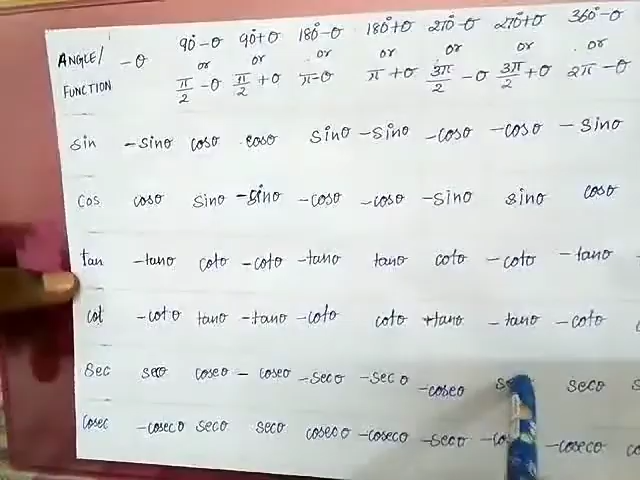 ANGLE/ FUNCTION -θ 90°-θ or π/2 -θ 90°+θ or π/2 +θ 180°-θ or π-θ 180°+θ or π+θ 270°-θ or 3π/2 -θ 270°+θ or 3π/2 +θ 360°-θ or 2π-θ
sin -sinθ cosθ cosθ sinθ -sinθ -cosθ -cosθ -sinθ
cos cosθ sinθ -sinθ -cosθ -cosθ -sinθ sinθ cosθ
tan -tanθ cotθ -cotθ -tanθ tanθ cotθ -cotθ -tanθ
cot -cotθ tanθ -tanθ -cotθ cotθ +tanθ -tanθ -cotθ
Sec secθ cosecθ - cosecθ -secθ -secθ -cosecθ secθ
Cosec -cosecθ secθ secθ cosecθ -cosecθ -secθ -cosecθ